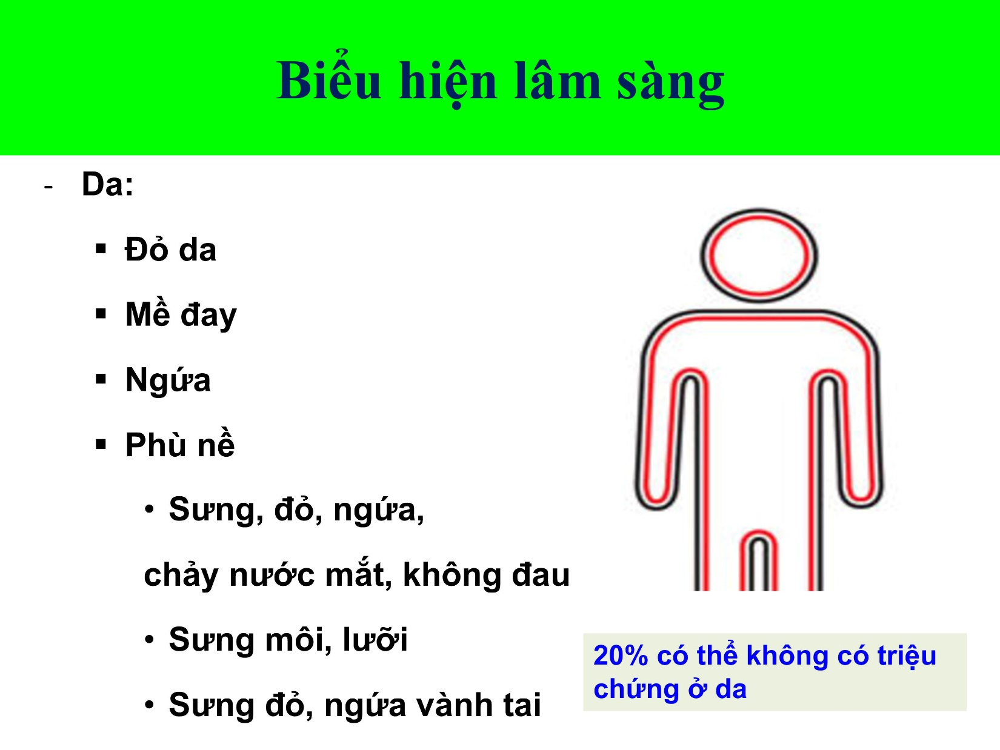 Biểu hiện lâm sàng
- Da:
▪ Đỏ da
▪ Mề đay
▪ Ngứa
▪ Phù nề
• Sưng, đỏ, ngứa,
chảy nước mắt, không đau
• Sưng môi, lưỡi
• Sưng đỏ, ngứa vành tai
20% có thể không có triệu
chứng ở da